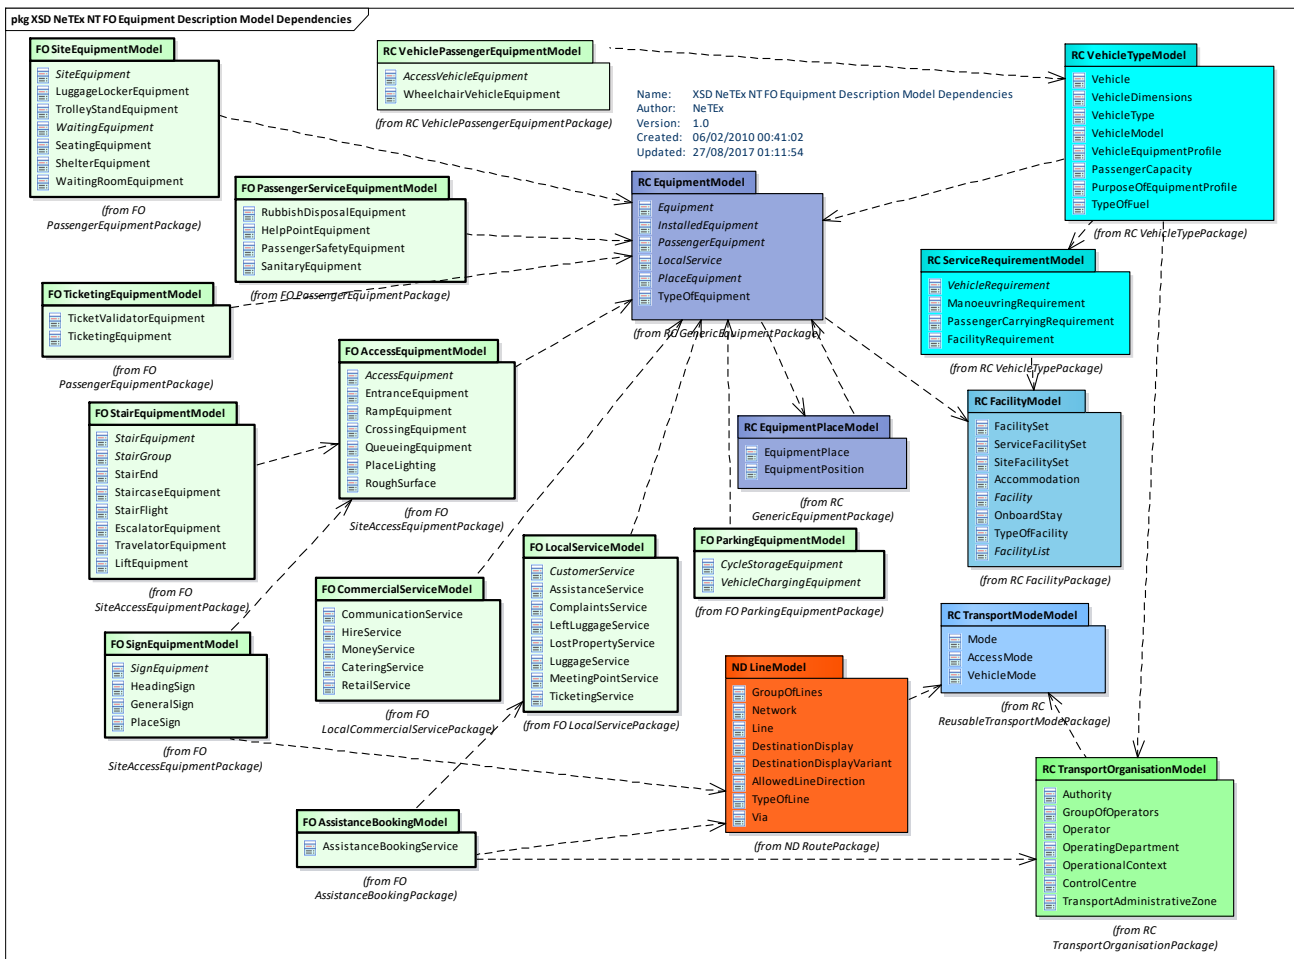 pkg XSD NeTEx NT FO Equipment Description Model Dependencies
FO SiteEquipmentModel
SiteEquipment
LuggageLockerEquipment
TrolleyStandEquipment
WaitingEquipment
SeatingEquipment
ShelterEquipment
WaitingRoomEquipment
(from FO
PassengerEquipmentPackage)
RC VehiclePassengerEquipmentModel
AccessVehicleEquipment
WheelchairVehicleEquipment
(from RC VehiclePassengerEquipmentPackage)
Name: XSD NeTEx NT FO Equipment Description Model Dependencies
Author: NeTEx
Version: 1.0
Created: 06/02/2010 00:41:02
Updated: 27/08/2017 01:11:54
RC VehicleTypeModel
Vehicle
VehicleDimensions
VehicleType
VehicleModel
VehicleEquipmentProfile
PassengerCapacity
PurposeOfEquipmentProfile
TypeOfFuel
(from RC VehicleTypePackage)
FO PassengerServiceEquipmentModel
RubbishDisposalEquipment
HelpPointEquipment
PassengerSafetyEquipment
SanitaryEquipment
(from FO PassengerEquipmentPackage)
RC EquipmentModel
Equipment
InstalledEquipment
PassengerEquipment
LocalService
PlaceEquipment
TypeOfEquipment
(from RC GenericEquipmentPackage)
RC ServiceRequirementModel
VehicleRequirement
ManoeuvringRequirement
PassengerCarryingRequirement
FacilityRequirement
(from RC VehicleTypePackage)
FO TicketingEquipmentModel
TicketValidatorEquipment
TicketingEquipment
(from FO
PassengerEquipmentPackage)
FO AccessEquipmentModel
AccessEquipment
EntranceEquipment
RampEquipment
CrossingEquipment
QueueingEquipment
PlaceLighting
RoughSurface
(from FO
SiteAccessEquipmentPackage)
RC FacilityModel
FacilitySet
ServiceFacilitySet
SiteFacilitySet
Accommodation
Facility
OnboardStay
TypeOfFacility
FacilityList
(from RC FacilityPackage)
FO StairEquipmentModel
StairEquipment
StairGroup
StairEnd
StaircaseEquipment
StairFlight
EscalatorEquipment
TravelatorEquipment
LiftEquipment
(from FO
SiteAccessEquipmentPackage)
RC EquipmentPlaceModel
EquipmentPlace
EquipmentPosition
(from RC
GenericEquipmentPackage)
FO ParkingEquipmentModel
CycleStorageEquipment
VehicleChargingEquipment
(from FO ParkingEquipmentPackage)
FO LocalServiceModel
CustomerService
AssistanceService
ComplaintsService
LeftLuggageService
LostPropertyService
LuggageService
MeetingPointService
TicketingService
(from FO LocalServicePackage)
FO CommercialServiceModel
CommunicationService
HireService
MoneyService
CateringService
RetailService
(from FO
LocalCommercialServicePackage)
RC TransportModeModel
Mode
AccessMode
VehicleMode
(from RC
ReusableTransportModePackage)
FO SignEquipmentModel
SignEquipment
HeadingSign
GeneralSign
PlaceSign
(from FO
SiteAccessEquipmentPackage)
ND LineModel
GroupOfLines
Network
Line
DestinationDisplay
DestinationDisplayVariant
AllowedLineDirection
TypeOfLine
Via
(from ND RoutePackage)
RC TransportOrganisationModel
Authority
GroupOfOperators
Operator
OperatingDepartment
OperationalContext
ControlCentre
TransportAdministrativeZone
(from RC
TransportOrganisationPackage)
FO AssistanceBookingModel
AssistanceBookingService
(from FO
AssistanceBookingPackage)